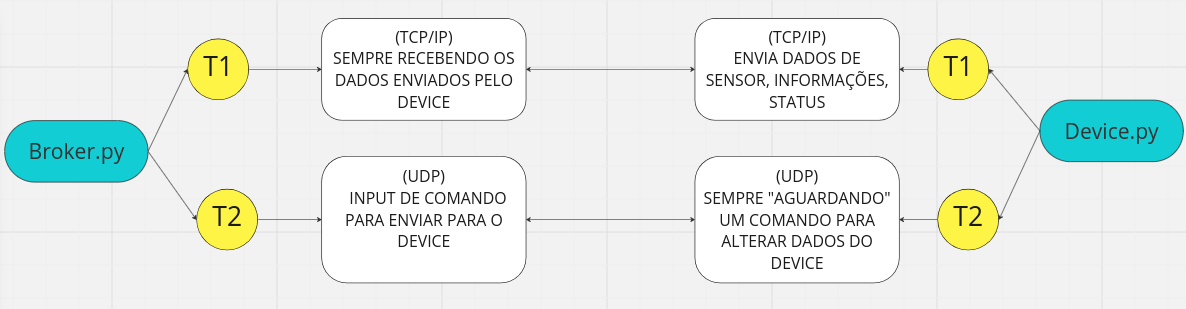 Broker.py
T1
(TCP/IP)
SEMPRE RECEBENDO OS
DADOS ENVIADOS PELO
DEVICE
(TCP/IP)
ENVIA DADOS DE
SENSOR, INFORMAÇÕES,
STATUS
T1
Device.py
T2
(UDP)
INPUT DE COMANDO
PARA ENVIAR PARA O
DEVICE
(UDP)
SEMPRE "AGUARDANDO"
UM COMANDO PARA
ALTERAR DADOS DO
DEVICE
T2